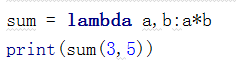 sum = lambda a,b:a*b
print(sum(3,5))